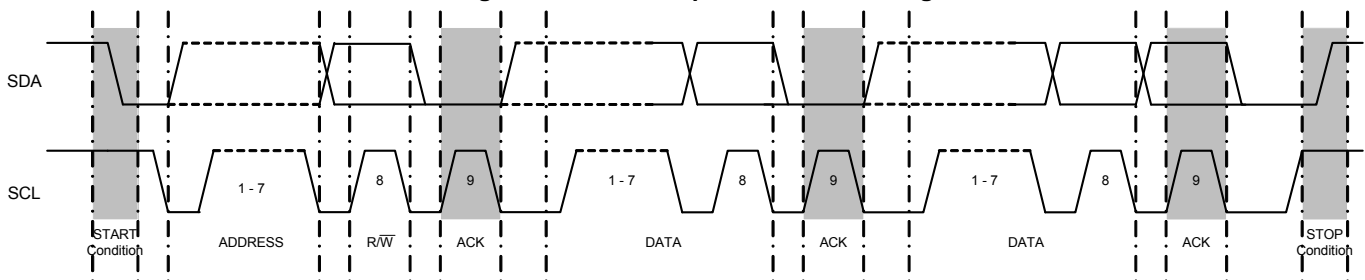 SDA
SCL
1 - 7
8
9
1 - 7
8
9
1 - 7
8
9
START
Condition
ADDRESS
R/W̅
ACK
DATA
ACK
DATA
ACK
STOP
Condition